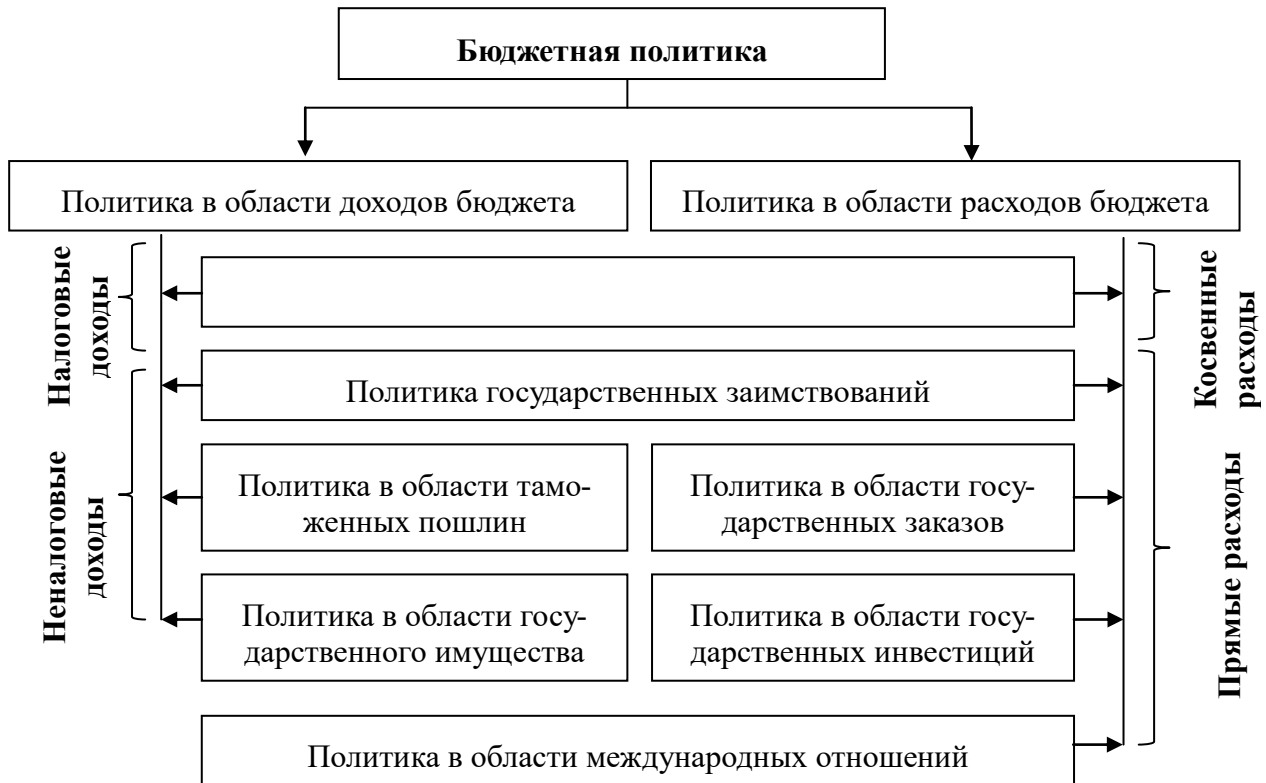 Бюджетная политика
Политика в области доходов бюджета
Политика в области расходов бюджета
Налоговые
доходы
Косвенные
расходы
Политика государственных заимствований
Неналоговые
доходы
Политика в области тамо-
женных пошлин
Политика в области госу-
дарственных заказов
Прямые расходы
Политика в области госу-
дарственного имущества
Политика в области госу-
дарственных инвестиций
Политика в области международных отношений